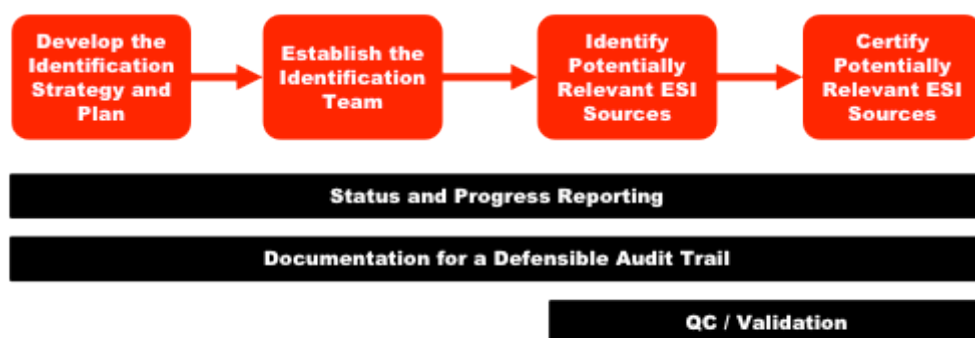 Develop the
Identification
Strategy and
Plan
Establish the
Identification
Team
Identify
Potentially
Relevant ESI
Sources
Certify
Potentially
Relevant ESI
Sources
Status and Progress Reporting
Documentation for a Defensible Audit Trail
QC / Validation